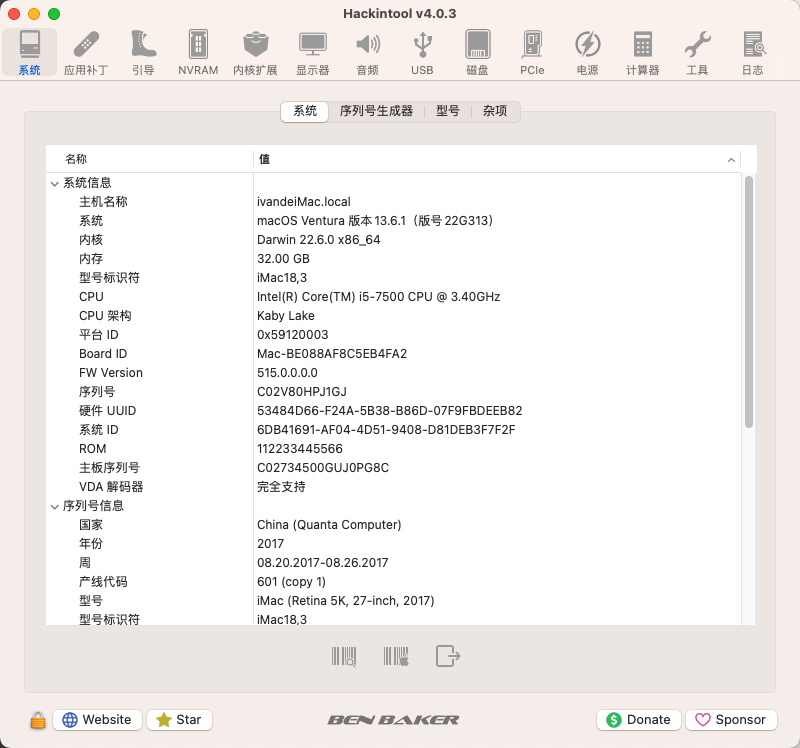 Hackintool v4.0.3
系统 应用补丁 引导 NVRAM 内核扩展 显示器 音频 USB 磁盘 PCIe 电源 计算器 工具 日志
系统 序列号生成器 型号 杂项
名称 值
系统信息
主机名称 ivandeiMac.local
系统 macOS Ventura 版本 13.6.1（版号 22G313）
内核 Darwin 22.6.0 x86_64
内存 32.00 GB
型号标识符 iMac18,3
CPU Intel(R) Core(TM) i5-7500 CPU @ 3.40GHz
CPU 架构 Kaby Lake
平台 ID 0x59120003
Board ID Mac-BE088AF8C5EB4FA2
FW Version 515.0.0.0.0
序列号 C02V80HPJ1GJ
硬件 UUID 53484D66-F24A-5B38-B86D-07F9FBDEEB82
系统 ID 6DB41691-AF04-4D51-9408-D81DEB3F7F2F
ROM 112233445566
主板序列号 C02734500GUJ0PG8C
VDA 解码器 完全支持
序列号信息
国家 China (Quanta Computer)
年份 2017
周 08.20.2017-08.26.2017
产线代码 601 (copy 1)
型号 iMac (Retina 5K, 27-inch, 2017)
型号标识符 iMac18,3
Website Star BEN BAKER Donate Sponsor